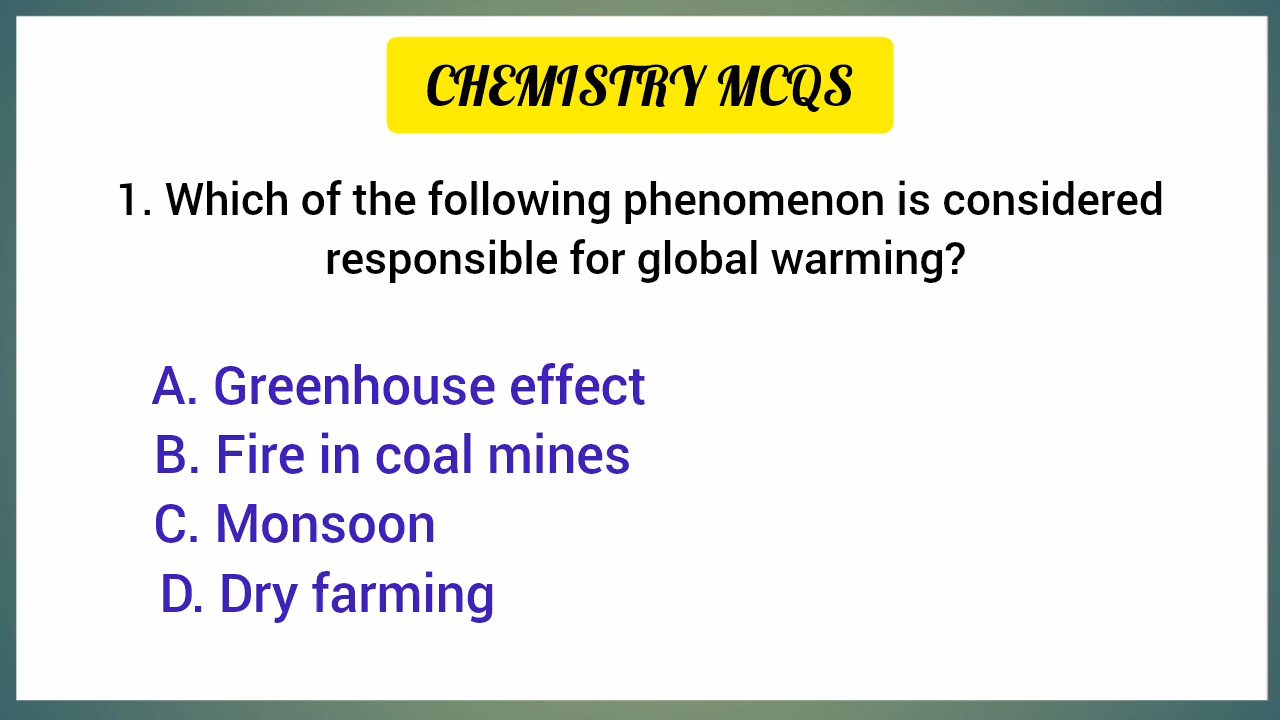 CHEMISTRY MCQS
1. Which of the following phenomenon is considered
responsible for global warming?
A. Greenhouse effect
B. Fire in coal mines
C. Monsoon
D. Dry farming